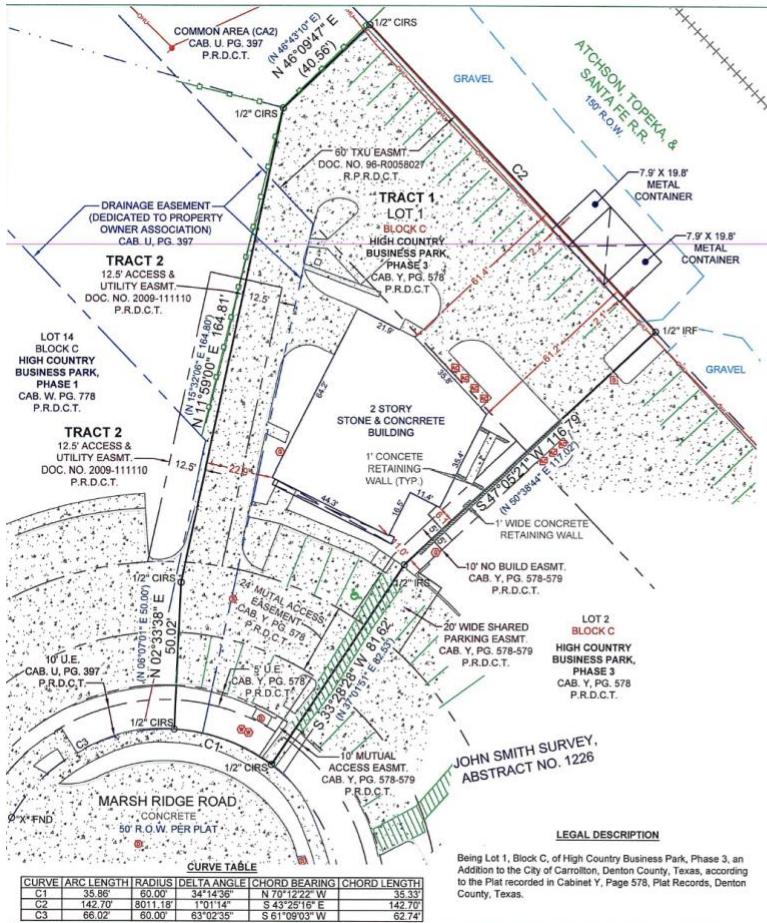 COMMON AREA (CA2)
CAB. U. PG. 397
P.R.D.C.T.
(N 46°43'10" E)
N 46°09'47" E
(40.56')
1/2" CIRS
1/2" CIRS
GRAVEL
ATCHSON, TOPEKA, &
SANTA FE R.R.
150' R.O.W.
C2
60' TXU EASMT.
DOC. NO. 96-R0058027
R.P.R.D.C.T.
7.9' X 19.8'
METAL
CONTAINER
7.9' X 19.8'
METAL
CONTAINER
DRAINAGE EASEMENT
(DEDICATED TO PROPERTY
OWNER ASSOCIATION)
CAB. U, PG. 397
TRACT 1
LOT 1
BLOCK C
HIGH COUNTRY
BUSINESS PARK,
PHASE 3
CAB. Y, PG. 578
P.R.D.C.T
TRACT 2
12.5' ACCESS &
UTILITY EASMT.
DOC. NO. 2009-111110
P.R.D.C.T.
12.5'
2.2'
61.4'
2.1'
61.2'
1/2" IRF
GRAVEL
LOT 14
BLOCK C
HIGH COUNTRY
BUSINESS PARK,
PHASE 1
CAB. W. PG. 778
P.R.D.C.T.
(N 15°32'06" E 164.80')
N 11°59'00" E 164.81'
21.9'
35.8'
64.2'
2 STORY
STONE & CONCRRETE
BUILDING
TRACT 2
12.5' ACCESS &
UTILITY EASMT.
DOC. NO. 2009-111110
P.R.D.C.T.
12.5'
22.9'
1' CONCETE
RETAINING
WALL (TYP.)
35.4'
44.3'
16.5'
11.4'
S 47°05'21" W 116.79'
(N 50°38'44" E 117.02')
1' WIDE CONCRETE
RETAINING WALL
11.0'
1/2" IRS
10' NO BUILD EASMT.
CAB. Y, PG. 578-579
P.R.D.C.T.
1/2" CIRS
24' MUTAL ACCESS
EASEMENT
CAB. Y, PG. 578
P.R.D.C.T.
20' WIDE SHARED
PARKING EASMT.
CAB. Y, PG. 578-579
P.R.D.C.T.
LOT 2
BLOCK C
HIGH COUNTRY
BUSINESS PARK,
PHASE 3
CAB. Y, PG. 578
P.R.D.C.T.
(N 06°07'01" E 50.00')
N 02°33'38" E
50.02'
10' U.E.
CAB. U, PG. 397
P.R.D.C.T.
5' U.E.
CAB. Y, PG. 578
P.R.D.C.T.
S 33°28'28" W 81.62'
(N 37°01'51" E 82.53')
1/2" CIRS
C3
C1
1/2" CIRS
10' MUTUAL
ACCESS EASMT.
CAB. Y, PG. 578-579
P.R.D.C.T.
JOHN SMITH SURVEY,
ABSTRACT NO. 1226
"X" FND
MARSH RIDGE ROAD
CONCRETE
50' R.O.W. PER PLAT
CURVE TABLE
CURVE ARC LENGTH RADIUS DELTA ANGLE CHORD BEARING CHORD LENGTH
C1 35.86' 60.00' 34°14'36" N 70°12'22" W 35.33'
C2 142.70' 8011.18' 1°01'14" S 43°25'16" E 142.70'
C3 66.02' 60.00' 63°02'35" S 61°09'03" W 62.74'
LEGAL DESCRIPTION
Being Lot 1, Block C, of High Country Business Park, Phase 3, an
Addition to the City of Carrollton, Denton County, Texas, according
to the Plat recorded in Cabinet Y, Page 578, Plat Records, Denton
County, Texas.